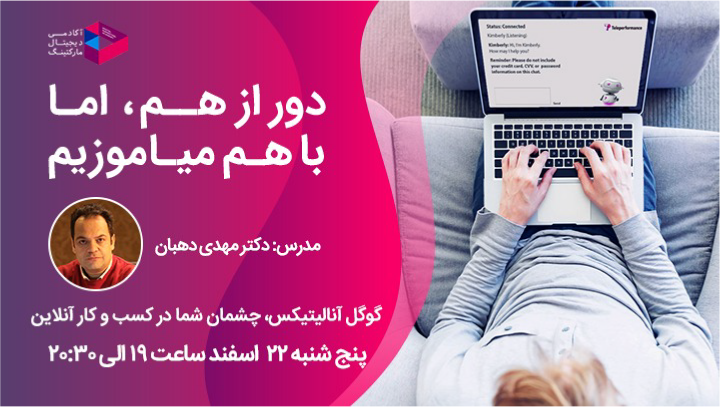 آکادمی
دیجیتال
مارکتینگ
دور از هم، اما
با هم میاموزیم
مدرس: دکتر مهدی دهبان
گوگل آنالیتیکس، چشمان شما در کسب و کار آنلاین
پنج شنبه ۲۲ اسفند ساعت ۱۹ الی ۲۰:۳۰
Status: Connected
Teleperformance
Kimberly (Listening)
Kimberly: Hi, I'm Kimberly.
How may I help you?
Reminder: Please do not include
your credit card, CVV, or password
information on this chat.
Send